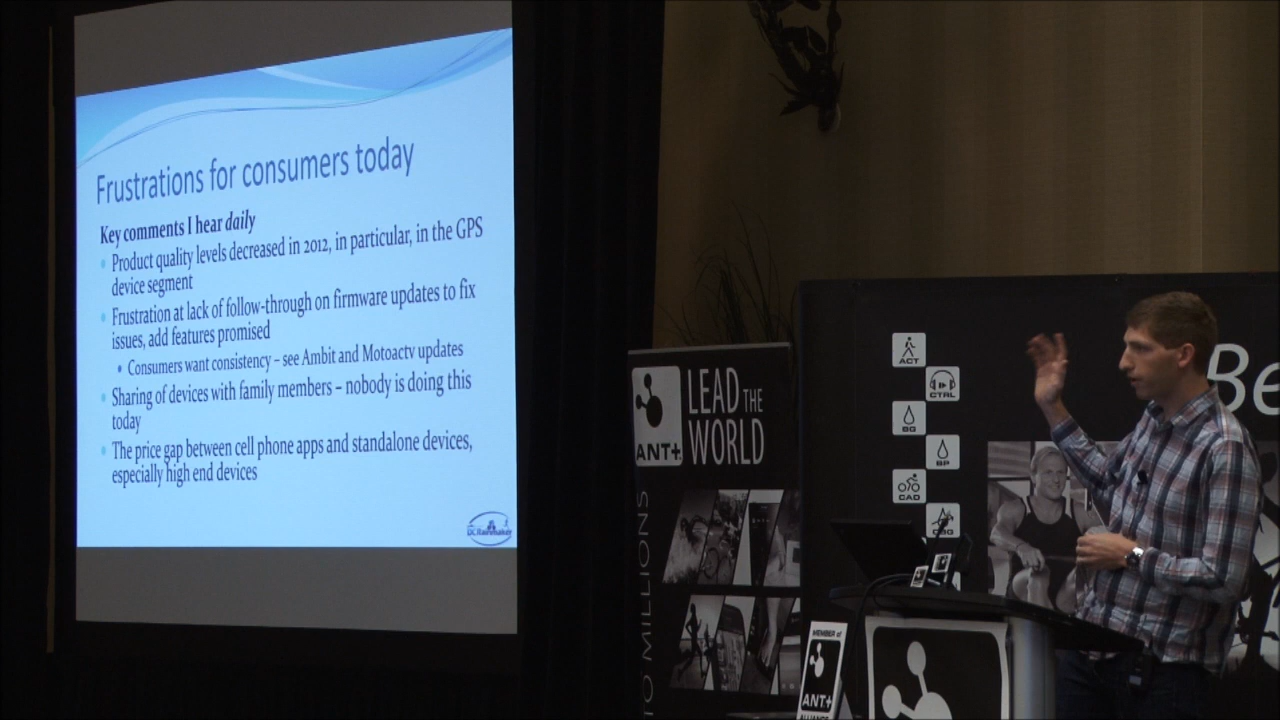 Frustrations for consumers today
Key comments I hear daily
Product quality levels decreased in 2012, in particular, in the GPS
device segment
Frustration at lack of follow-through on firmware updates to fix
issues, add features promised
Consumers want consistency – see Ambit and Motoactv updates
Sharing of devices with family members – nobody is doing this
today
The price gap between cell phone apps and standalone devices,
especially high end devices
DCRainmaker
ANT+
LEAD THE
WORLD
TO MILLIONS
ACT
CTRL
BG
BP
CAD
Be
MEMBER of
ANT+
ALLIANCE